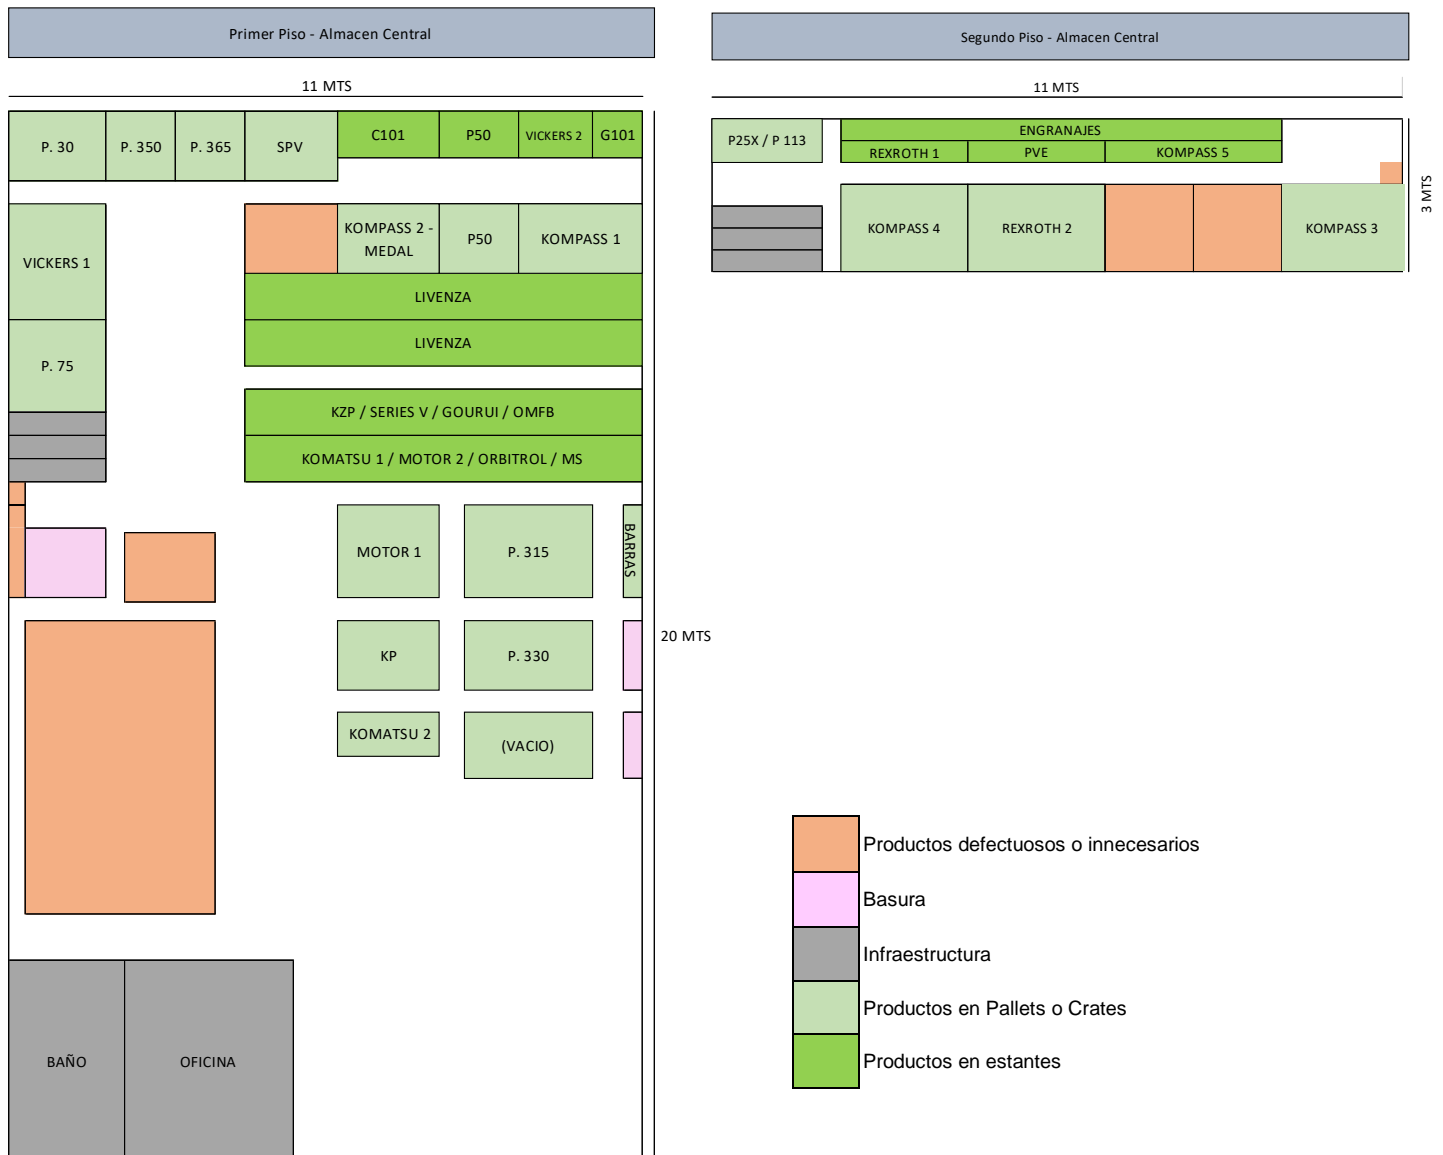 Primer Piso - Almacen Central
11 MTS
P. 30
P. 350
P. 365
SPV
C101
P50
VICKERS 2
G101
VICKERS 1
KOMPASS 2 -
MEDAL
P50
KOMPASS 1
LIVENZA
LIVENZA
P. 75
KZP / SERIES V / GOURUI / OMFB
KOMATSU 1 / MOTOR 2 / ORBITROL / MS
MOTOR 1
P. 315
BARRAS
KP
P. 330
20 MTS
KOMATSU 2
(VACIO)
BAÑO
OFICINA
Segundo Piso - Almacen Central
11 MTS
P25X / P 113
ENGRANAJES
REXROTH 1
PVE
KOMPASS 5
3 MTS
KOMPASS 4
REXROTH 2
KOMPASS 3
Productos defectuosos o innecesarios
Basura
Infraestructura
Productos en Pallets o Crates
Productos en estantes